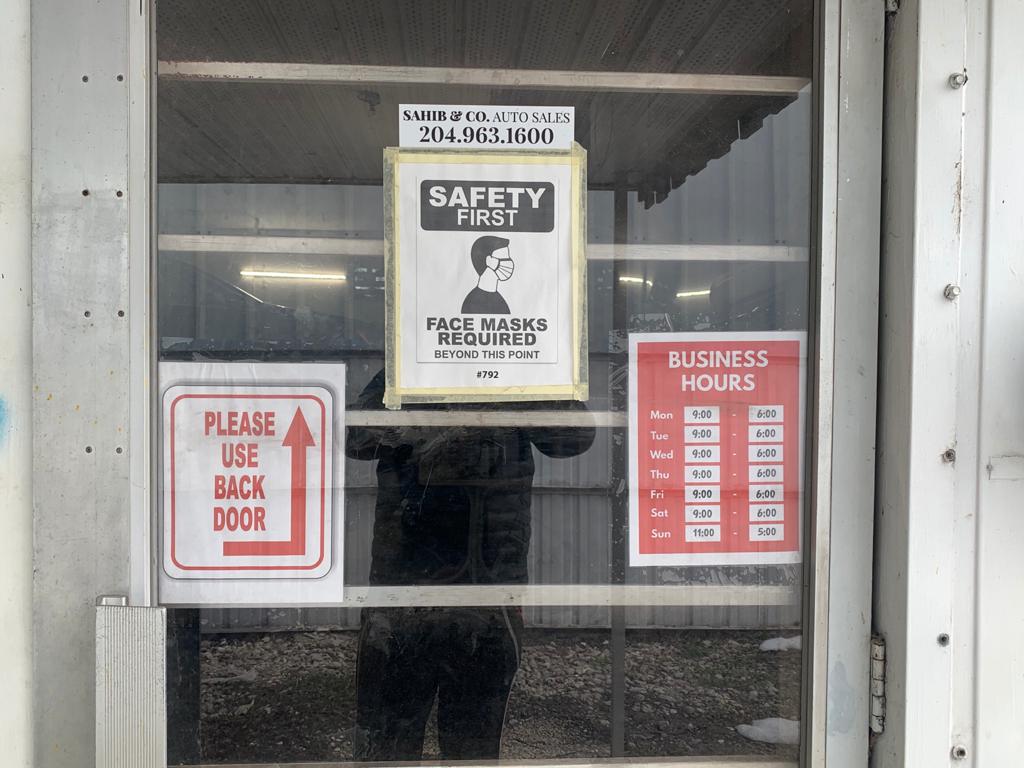 SAHIB & CO. AUTO SALES
204.963.1600
SAFETY
FIRST
FACE MASKS
REQUIRED
BEYOND THIS POINT
#792
PLEASE
USE
BACK
DOOR
BUSINESS
HOURS
Mon 9:00 - 6:00
Tue 9:00 - 6:00
Wed 9:00 - 6:00
Thu 9:00 - 6:00
Fri 9:00 - 6:00
Sat 9:00 - 6:00
Sun 11:00 - 5:00